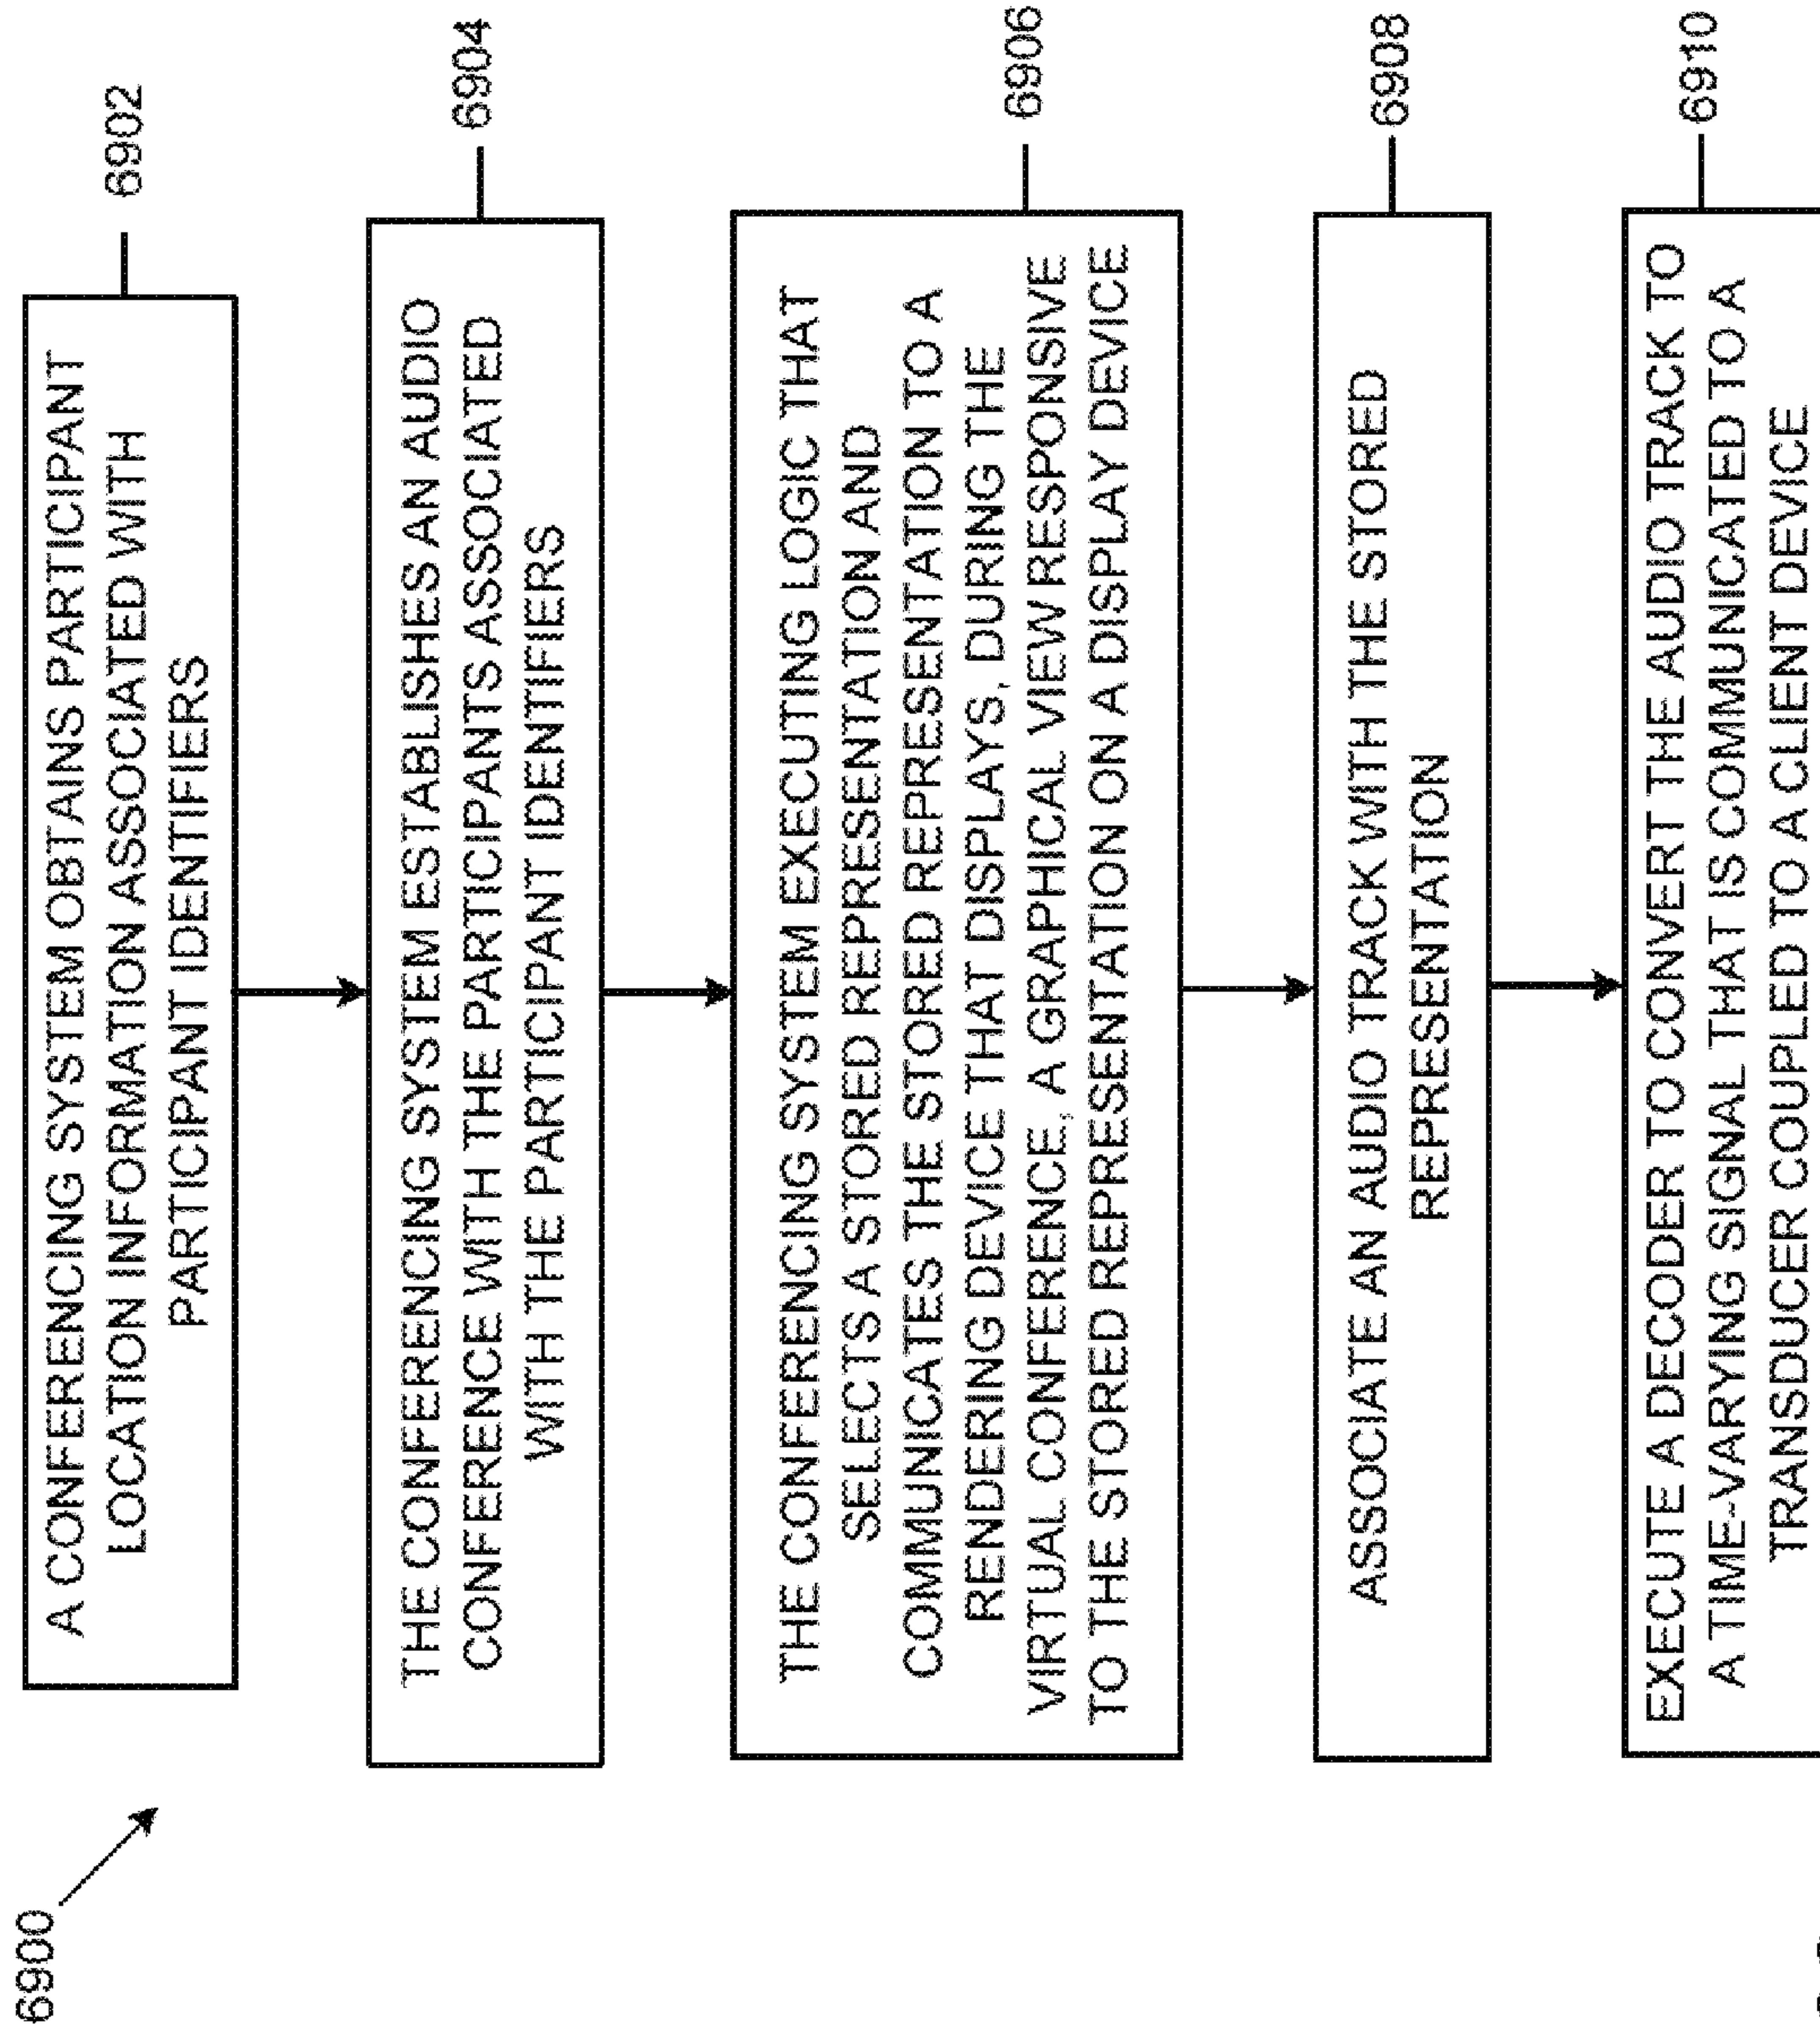 6900
A CONFERENCING SYSTEM OBTAINS PARTICIPANT
LOCATION INFORMATION ASSOCIATED WITH
PARTICIPANT IDENTIFIERS
6902
THE CONFERENCING SYSTEM ESTABLISHES AN AUDIO
CONFERENCE WITH THE PARTICIPANTS ASSOCIATED
WITH THE PARTICIPANT IDENTIFIERS
6904
THE CONFERENCING SYSTEM EXECUTING LOGIC THAT
SELECTS A STORED REPRESENTATION AND
COMMUNICATES THE STORED REPRESENTATION TO A
RENDERING DEVICE THAT DISPLAYS, DURING THE
VIRTUAL CONFERENCE, A GRAPHICAL VIEW RESPONSIVE
TO THE STORED REPRESENTATION ON A DISPLAY DEVICE
6906
ASSOCIATE AN AUDIO TRACK WITH THE STORED
REPRESENTATION
6908
EXECUTE A DECODER TO CONVERT THE AUDIO TRACK TO
A TIME-VARYING SIGNAL THAT IS COMMUNICATED TO A
TRANSDUCER COUPLED TO A CLIENT DEVICE
6910